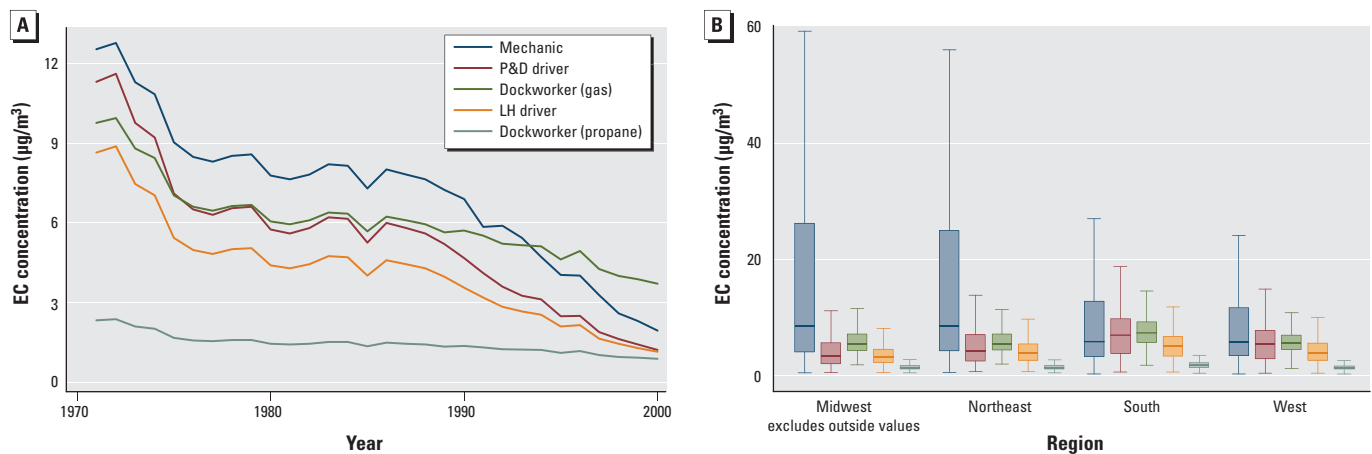 A
EC concentration (µg/m³)
12
9
6
3
0
Mechanic
P&D driver
Dockworker (gas)
LH driver
Dockworker (propane)
1970
1980
1990
2000
Year
B
EC concentration (µg/m³)
60
40
20
0
Midwest
excludes outside values
Northeast
South
West
Region